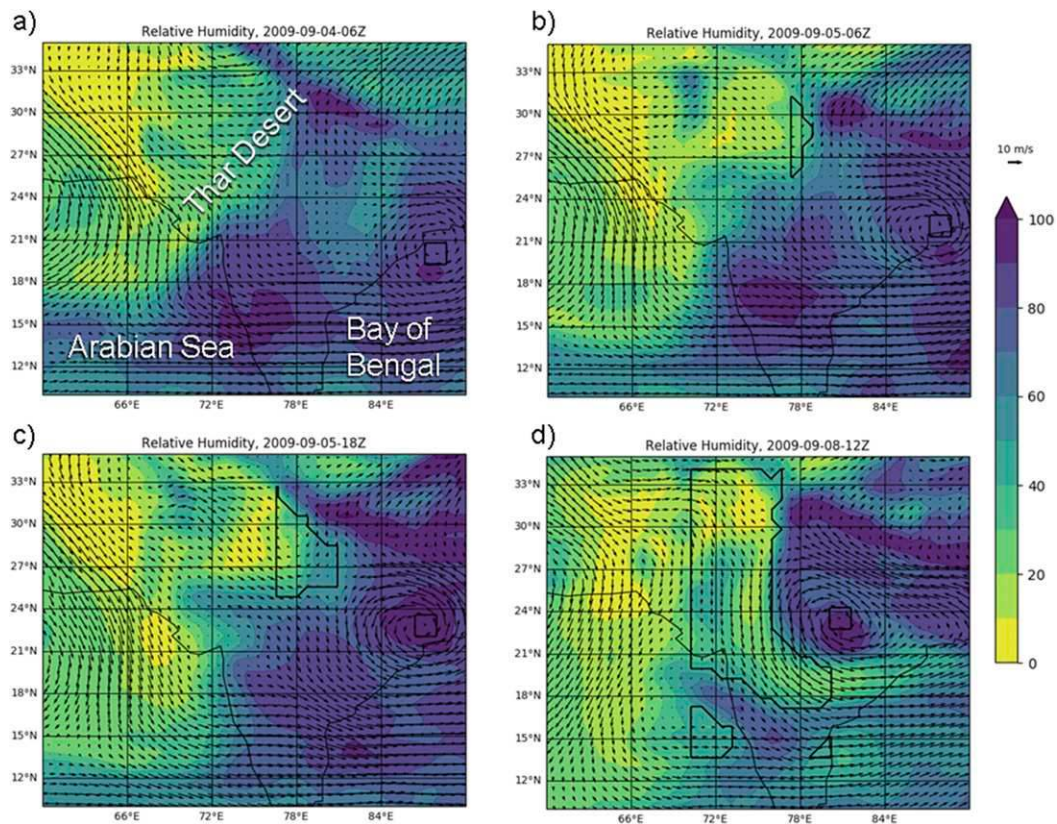 a)
Relative Humidity, 2009-09-04-06Z
33°N
30°N
27°N
24°N
21°N
18°N
15°N
12°N
66°E
72°E
78°E
84°E
Thar Desert
Arabian Sea
Bay of
Bengal
b)
Relative Humidity, 2009-09-05-06Z
33°N
30°N
27°N
24°N
21°N
18°N
15°N
12°N
66°E
72°E
78°E
84°E
10 m/s
100
80
60
40
20
0
c)
Relative Humidity, 2009-09-05-18Z
33°N
30°N
27°N
24°N
21°N
18°N
15°N
12°N
66°E
72°E
78°E
84°E
d)
Relative Humidity, 2009-09-08-12Z
33°N
30°N
27°N
24°N
21°N
18°N
15°N
12°N
66°E
72°E
78°E
84°E